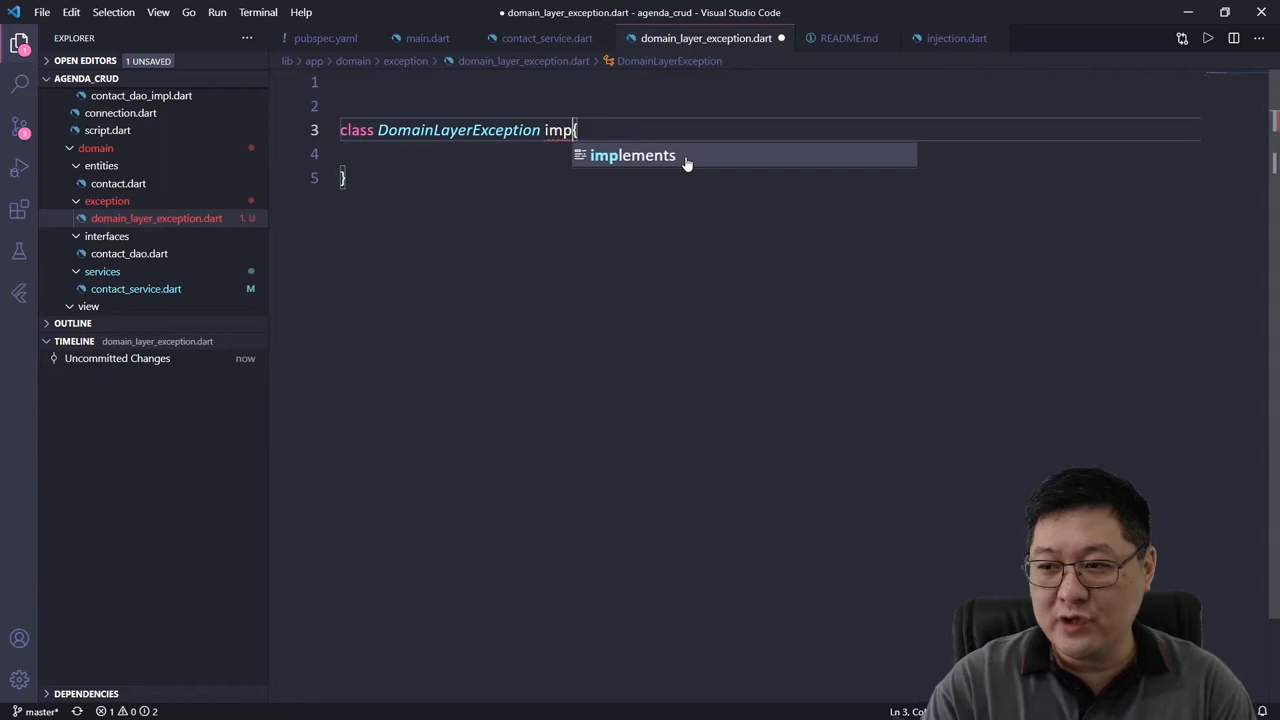 File Edit Selection View Go Run Terminal Help
● domain_layer_exception.dart - agenda_crud - Visual Studio Code
EXPLORER
pubspec.yaml
main.dart
contact_service.dart
domain_layer_exception.dart
README.md
injection.dart
OPEN EDITORS 1 UNSAVED
lib > app > domain > exception > domain_layer_exception.dart > DomainLayerException
AGENDA_CRUD
contact_dao_impl.dart
connection.dart
script.dart
domain
entities
contact.dart
exception
domain_layer_exception.dart 1, U
interfaces
contact_dao.dart
services
contact_service.dart M
view
OUTLINE
TIMELINE domain_layer_exception.dart
Uncommitted Changes now
DEPENDENCIES
1
2
3 class DomainLayerException imp{
implements
4
5 }
1
3
master* 1 0 2
Ln 3,